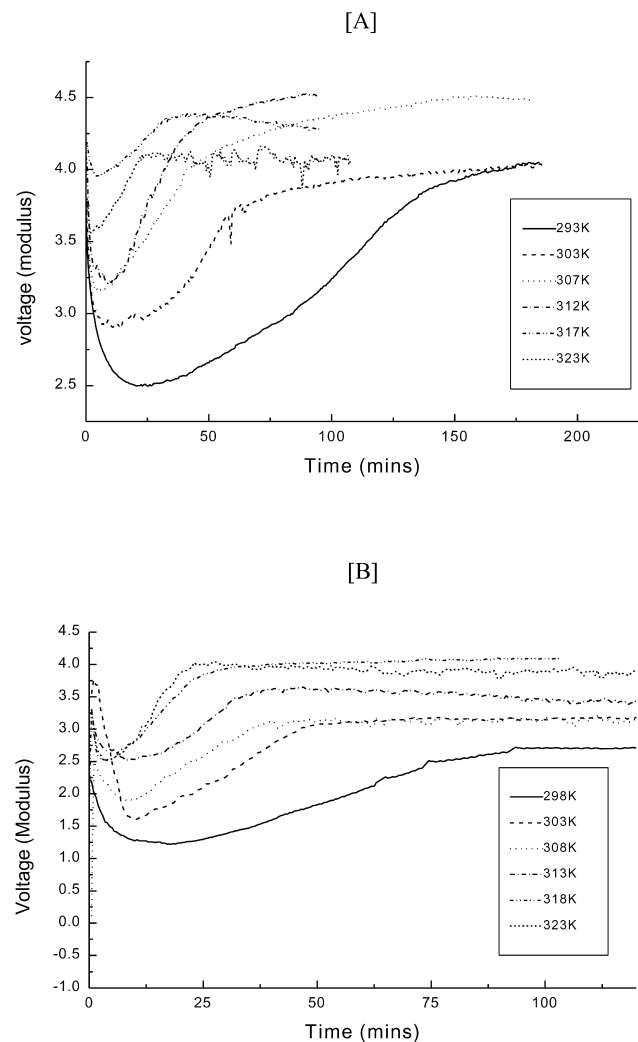 [A]
4.5
4.0
3.5
3.0
2.5
voltage (modulus)
293K
303K
307K
312K
317K
323K
0
50
100
150
200
Time (mins)
[B]
4.5
4.0
3.5
3.0
2.5
2.0
1.5
1.0
0.5
0.0
-0.5
-1.0
Voltage (Modulus)
298K
303K
308K
313K
318K
323K
0
25
50
75
100
Time (mins)